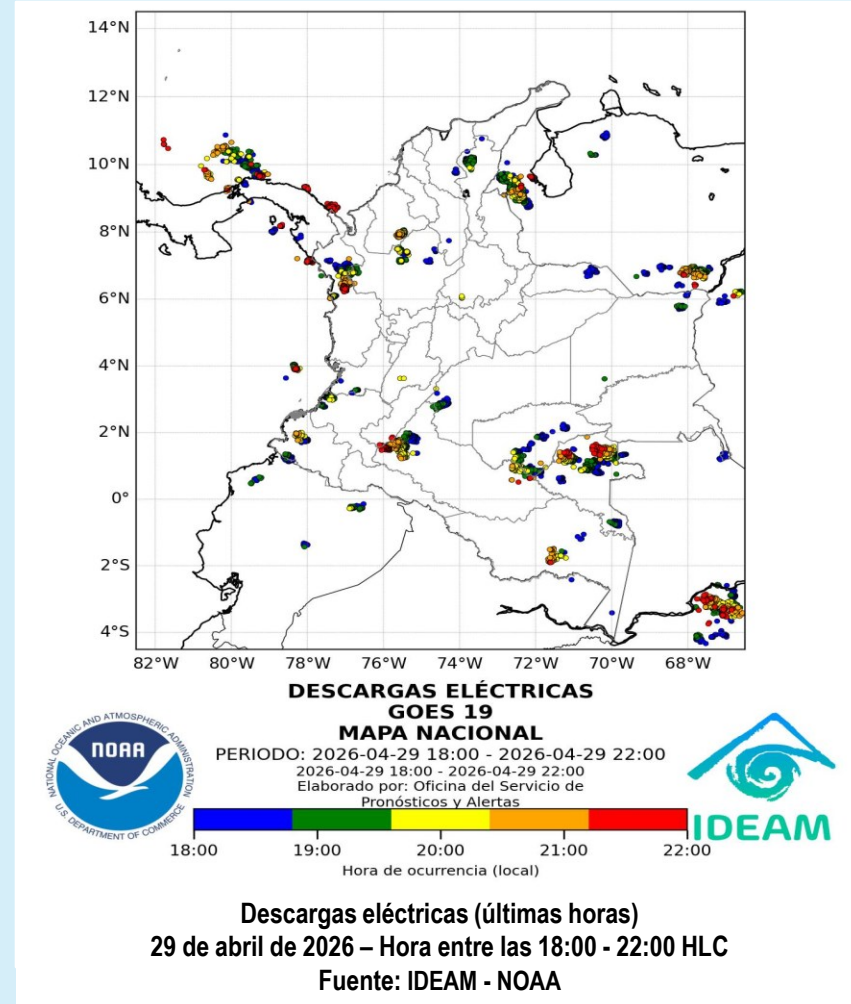 14°N
12°N
10°N
8°N
6°N
4°N
2°N
0°
2°S
4°S
82°W 80°W 78°W 76°W 74°W 72°W 70°W 68°W
DESCARGAS ELÉCTRICAS
GOES 19
MAPA NACIONAL
PERIODO: 2026-04-29 18:00 - 2026-04-29 22:00
2026-04-29 18:00 - 2026-04-29 22:00
Elaborado por: Oficina del Servicio de
Pronósticos y Alertas
NATIONAL OCEANIC AND ATMOSPHERIC ADMINISTRATION
NOAA
U.S. DEPARTMENT OF COMMERCE
IDEAM
18:00 19:00 20:00 21:00 22:00
Hora de ocurrencia (local)
Descargas eléctricas (últimas horas)
29 de abril de 2026 – Hora entre las 18:00 - 22:00 HLC
Fuente: IDEAM - NOAA